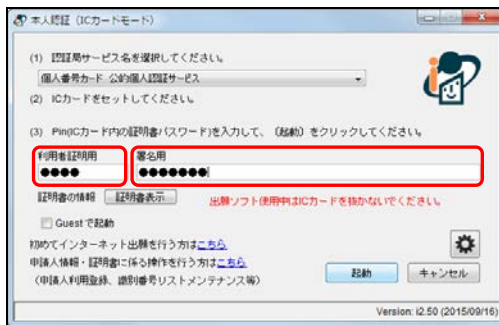 本人認証（ICカードモード）
(1) 認証局サービス名を選択してください。
個人番号カード 公的個人認証サービス
(2) ICカードをセットしてください。
(3) Pin(ICカード内の証明書パスワード)を入力して、（起動）をクリックしてください。
利用者証明用 署名用
●●●● ●●●●●●●
証明書の情報 証明書表示 出願ソフト使用中はICカードを抜かないでください。
Guestで起動
初めてインターネット出願を行う方はこちら
申請人情報・証明書に係る操作を行う方はこちら
（申請人利用登録、識別番号リストメンテナンス等）
起動 キャンセル
Version: i2.50 (2015/09/16)